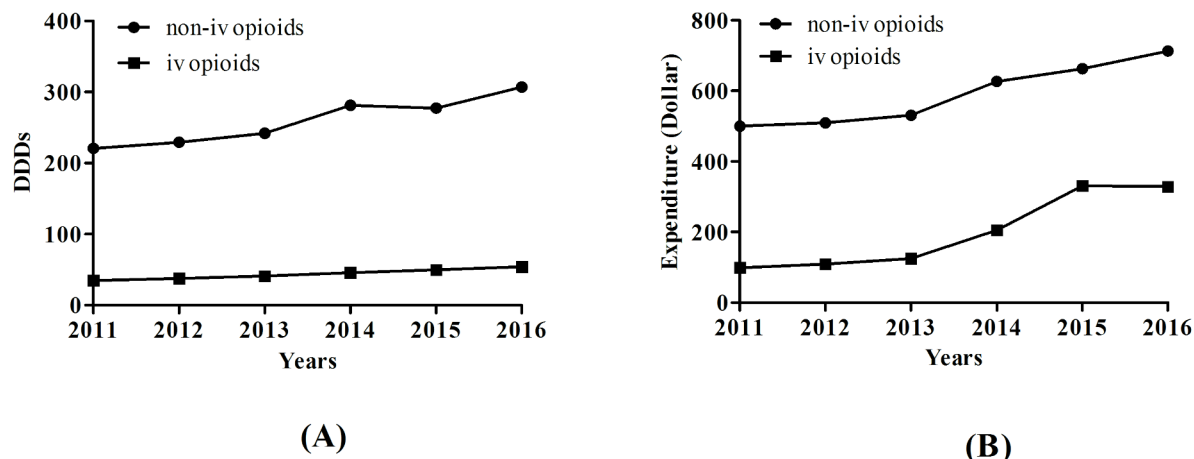 400
300
200
100
0
DDDs
non-iv opioids
iv opioids
2011 2012 2013 2014 2015 2016
Years
(A)
800
600
400
200
0
Expenditure (Dollar)
non-iv opioids
iv opioids
2011 2012 2013 2014 2015 2016
Years
(B)